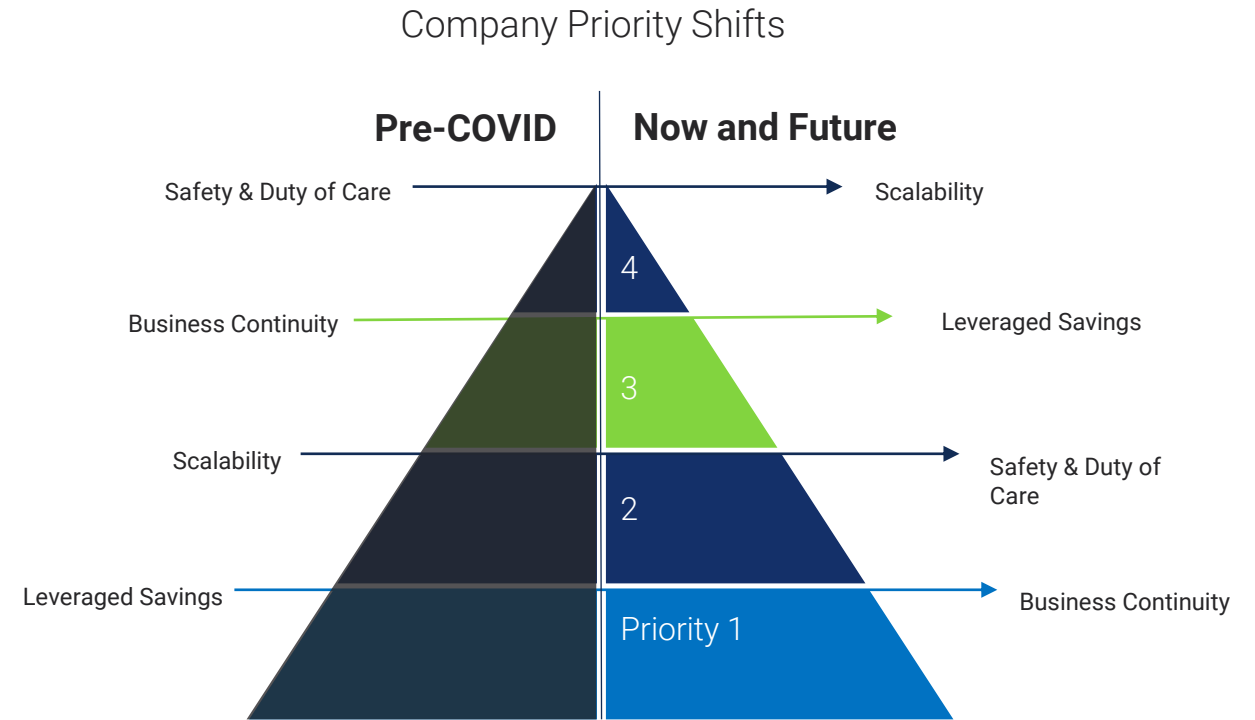 Company Priority Shifts
Pre-COVID
Now and Future
Safety & Duty of Care
Scalability
4
Business Continuity
Leveraged Savings
3
Scalability
Safety & Duty of
Care
2
Leveraged Savings
Business Continuity
Priority 1